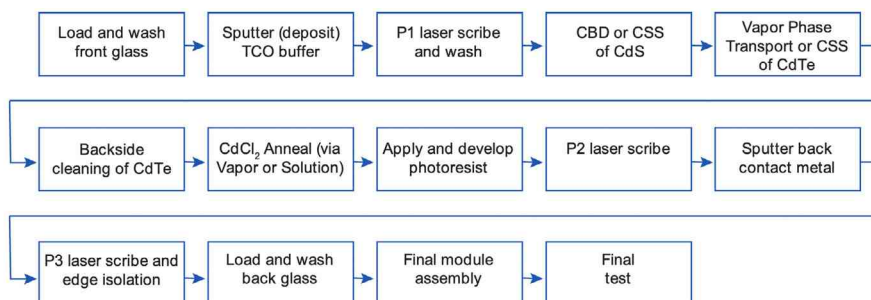 Load and wash
front glass
Sputter (deposit)
TCO buffer
P1 laser scribe
and wash
CBD or CSS
of CdS
Vapor Phase
Transport or CSS
of CdTe
Backside
cleaning of CdTe
CdCl₂ Anneal (via
Vapor or Solution)
Apply and develop
photoresist
P2 laser scribe
Sputter back
contact metal
P3 laser scribe and
edge isolation
Load and wash
back glass
Final module
assembly
Final
test